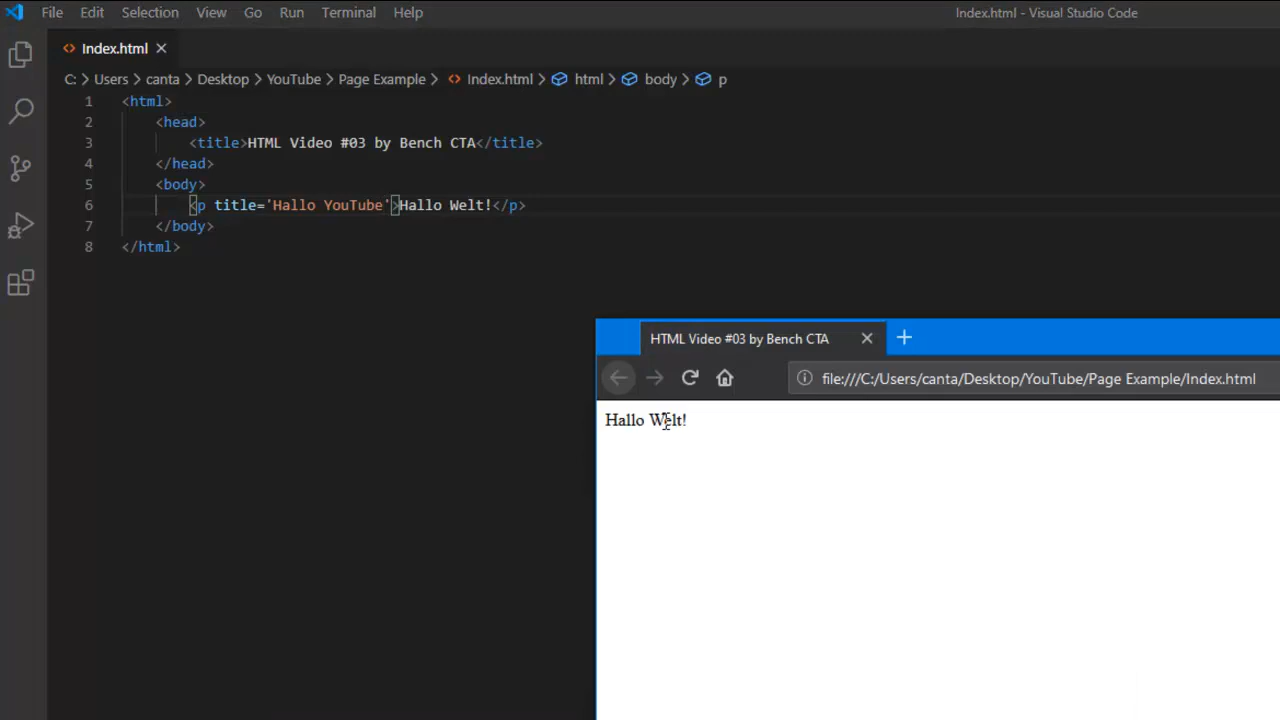 File Edit Selection View Go Run Terminal Help Index.html - Visual Studio Code
Index.html
C: > Users > canta > Desktop > YouTube > Page Example > Index.html > html > body > p
1 <html>
2 <head>
3 <title>HTML Video #03 by Bench CTA</title>
4 </head>
5 <body>
6 <p title='Hallo YouTube'>Hallo Welt!</p>
7 </body>
8 </html>
HTML Video #03 by Bench CTA
file:///C:/Users/canta/Desktop/YouTube/Page Example/Index.html
Hallo Welt!